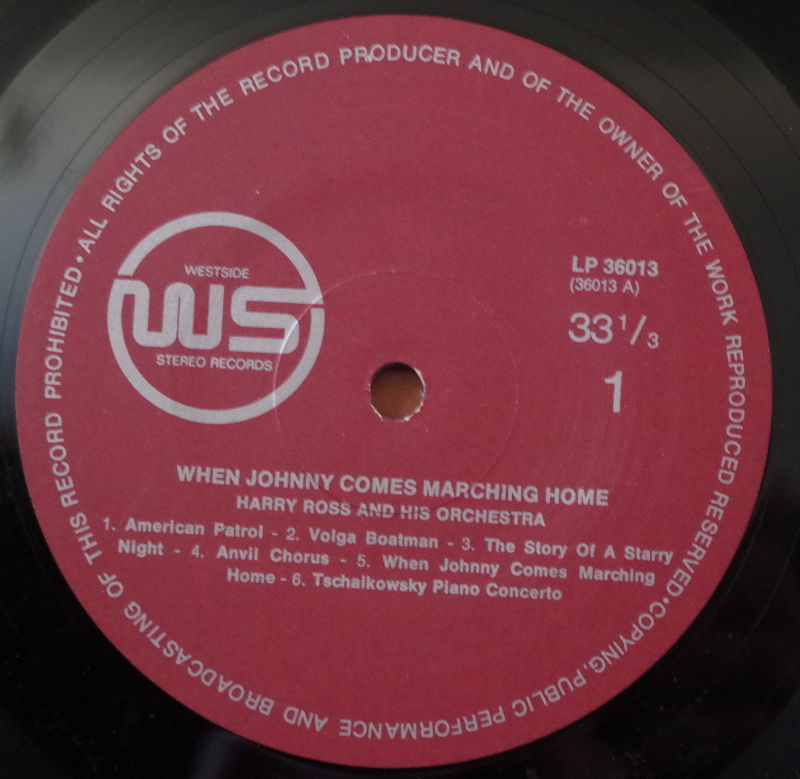 ALL RIGHTS OF THE RECORD PRODUCER AND OF THE OWNER OF THE WORK REPRODUCED RESERVED • COPYING, PUBLIC PERFORMANCE AND BROADCASTING OF THIS RECORD PROHIBITED •
WESTSIDE
WS
STEREO RECORDS
LP 36013
(36013 A)
33 1/3
1
WHEN JOHNNY COMES MARCHING HOME
HARRY ROSS AND HIS ORCHESTRA
1. American Patrol - 2. Volga Boatman - 3. The Story Of A Starry
Night - 4. Anvil Chorus - 5. When Johnny Comes Marching
Home - 6. Tschaikowsky Piano Concerto